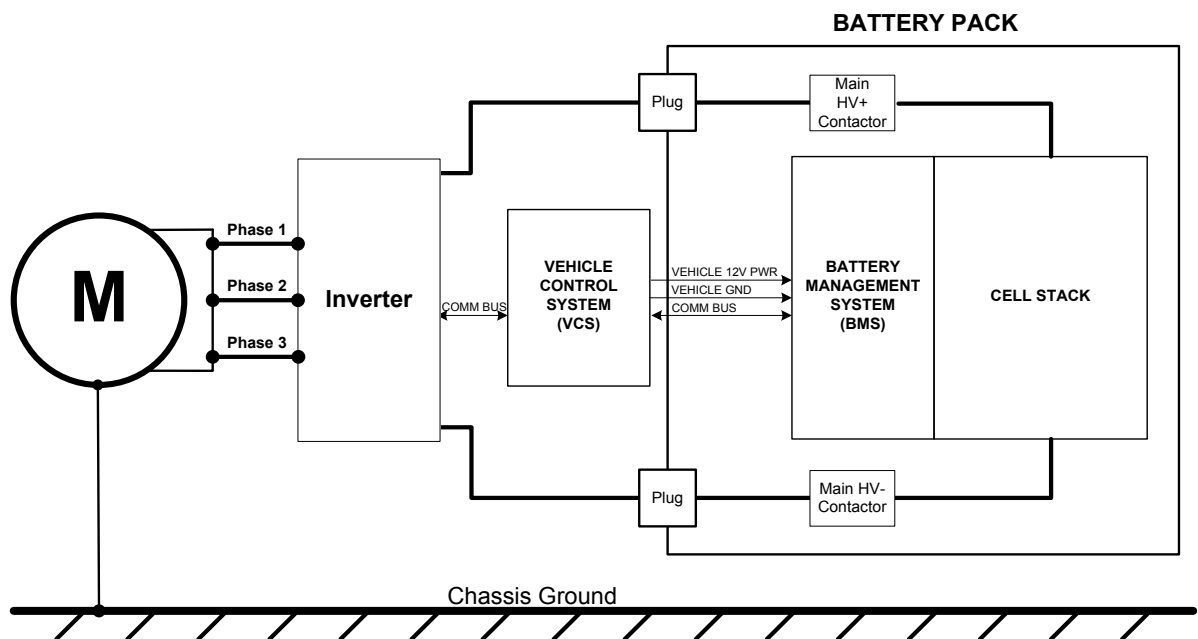 BATTERY PACK
Plug
Main
HV+
Contactor
Phase 1
Phase 2
Phase 3
M
Inverter
COMM BUS
VEHICLE
CONTROL
SYSTEM
(VCS)
VEHICLE 12V PWR
VEHICLE GND
COMM BUS
BATTERY
MANAGEMENT
SYSTEM
(BMS)
CELL STACK
Plug
Main HV-
Contactor
Chassis Ground